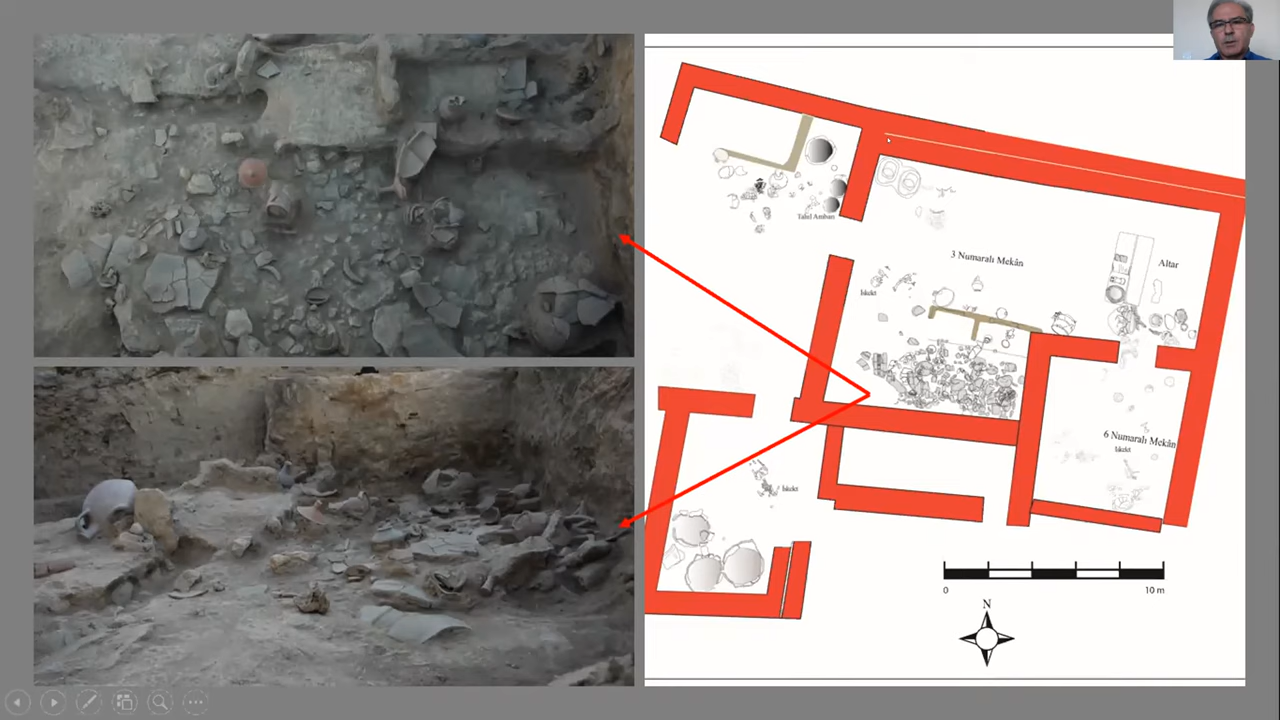 Tahıl Ambarı
3 Numaralı Mekân
Altar
İskelet
6 Numaralı Mekân
İskelet
İskelet
0
10 m
N